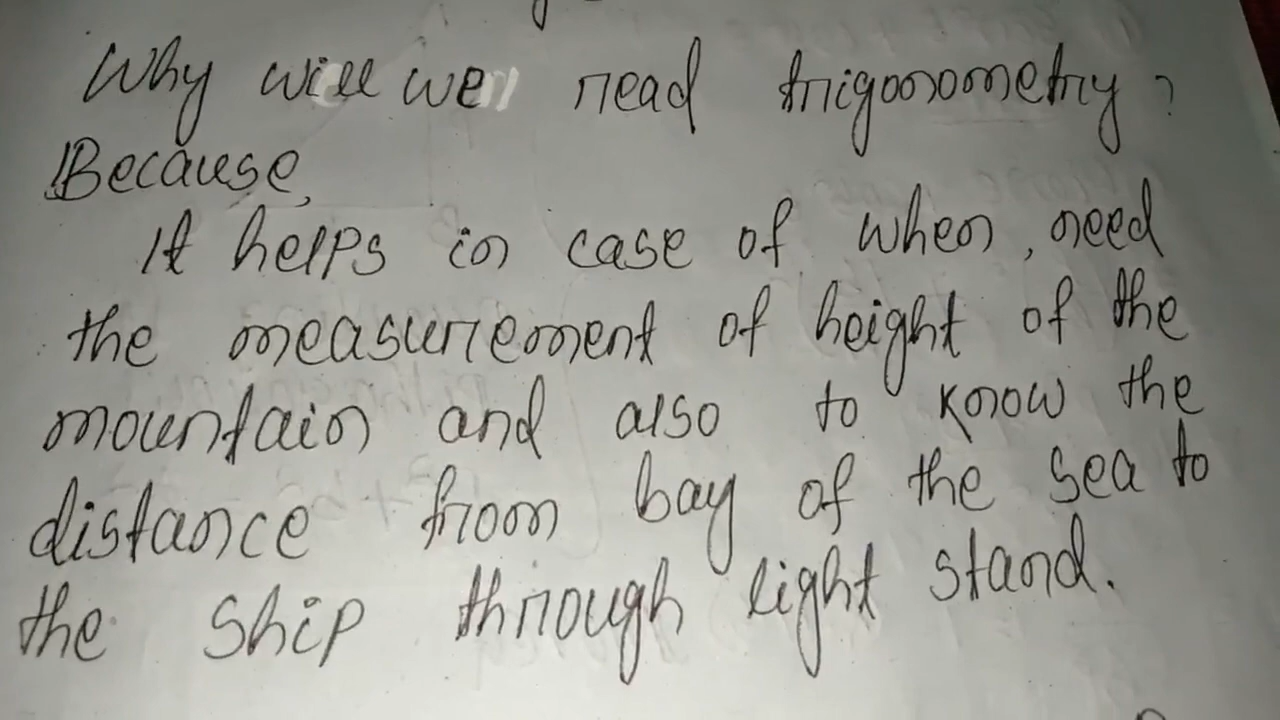 Why will we read trigonometry?
Because,
It helps in case of when, need
the measurement of height of the
mountain and also to know the
distance from bay of the sea to
the ship through light stand.